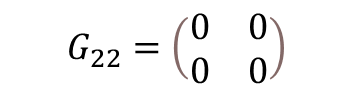 G₂₂ = (0 0
0 0)